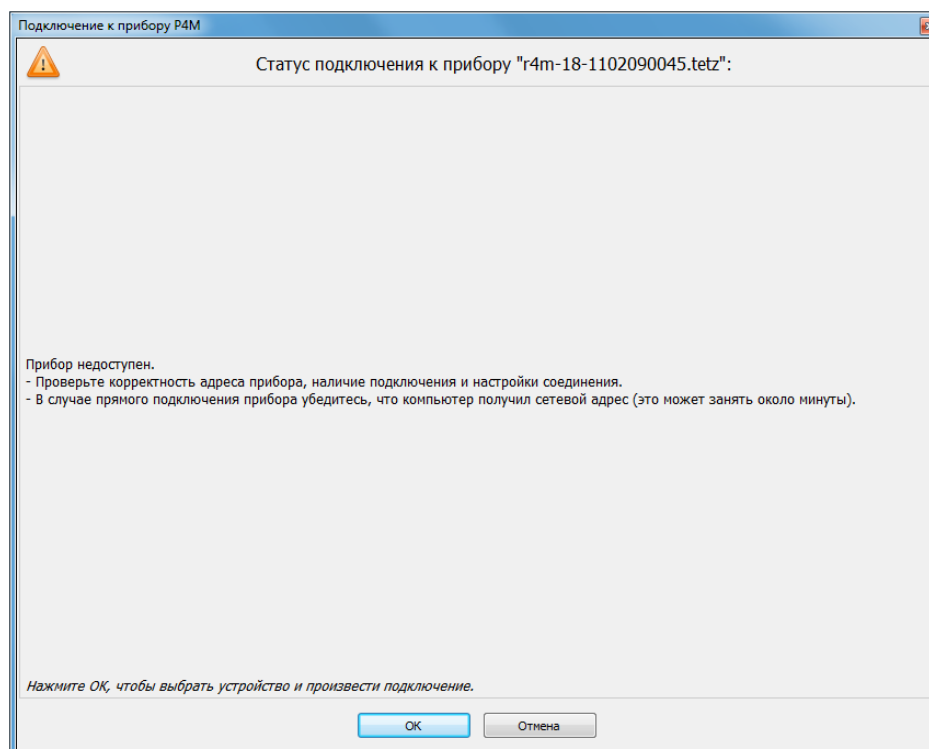 Подключение к прибору Р4М
Статус подключения к прибору "r4m-18-1102090045.tetz":
Прибор недоступен.
- Проверьте корректность адреса прибора, наличие подключения и настройки соединения.
- В случае прямого подключения прибора убедитесь, что компьютер получил сетевой адрес (это может занять около минуты).
Нажмите ОК, чтобы выбрать устройство и произвести подключение.
ОК
Отмена